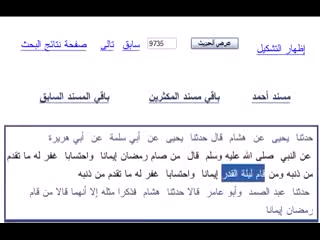 إظهار التشكيل
عرض الحديث 9735 سابق تالي صفحة نتائج البحث
مسند أحمد باقي مسند المكثرين باقي المسند السابق
حدثنا يحيى عن هشام قال حدثنا يحيى عن أبي سلمة عن أبي هريرة
عن النبي صلى الله عليه وسلم قال من صام رمضان إيمانا واحتسابا غفر له ما تقدم
من ذنبه ومن قام ليلة القدر إيمانا واحتسابا غفر له ما تقدم من ذنبه
حدثنا عبد الصمد وأبو عامر قالا حدثنا هشام فذكرا مثله إلا أنهما قالا من قام
رمضان إيمانا